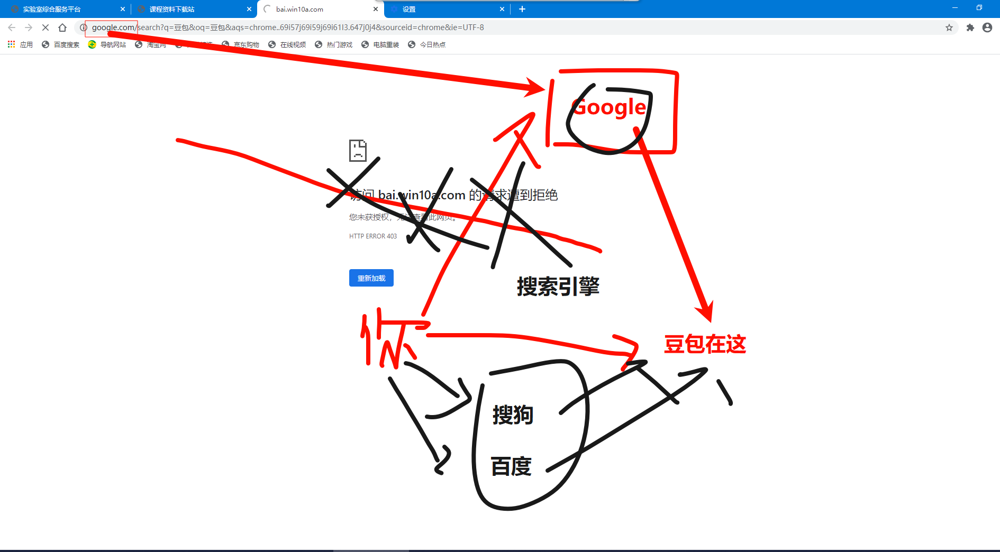 实验室综合服务平台
课程资料下载站
bai.win10a.com
设置
google.com/search?q=豆包&oq=豆包&aqs=chrome..69i57j69i59j69i61l3.647j0j4&sourceid=chrome&ie=UTF-8
应用
百度搜索
导航网站
淘宝网
京东购物
在线视频
热门游戏
电脑重装
今日热点
Google
访问 bai.win10a.com 的请求遭到拒绝
您未获授权，无法查看此网页。
HTTP ERROR 403
重新加载
搜索引擎
你
豆包在这
搜狗
百度